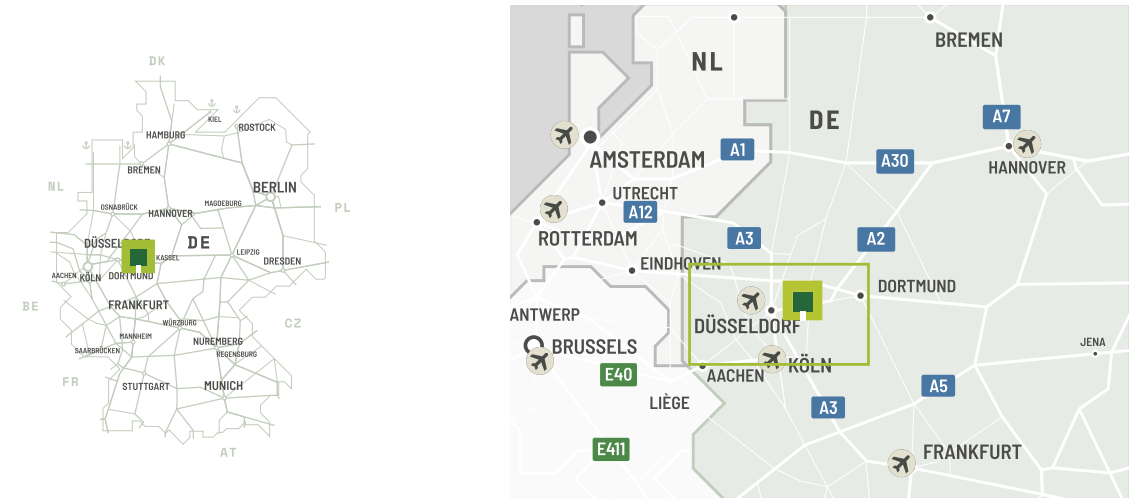 DK
KIEL
ROSTOCK
HAMBURG
BREMEN
NL
BERLIN
OSNABRÜCK
HANNOVER
MAGDEBURG
PL
DÜSSELDORF
DE
KASSEL
LEIPZIG
DRESDEN
AACHEN
KÖLN
DORTMUND
BE
FRANKFURT
WÜRZBURG
CZ
MANNHEIM
NUREMBERG
SAARBRÜCKEN
REGENSBURG
FR
STUTTGART
MUNICH
AT
BREMEN
NL
DE
A7
A1
AMSTERDAM
A30
HANNOVER
UTRECHT
A12
ROTTERDAM
A3
A2
EINDHOVEN
DORTMUND
ANTWERP
DÜSSELDORF
BRUSSELS
JENA
KÖLN
E40
AACHEN
A5
LIÈGE
A3
E411
FRANKFURT